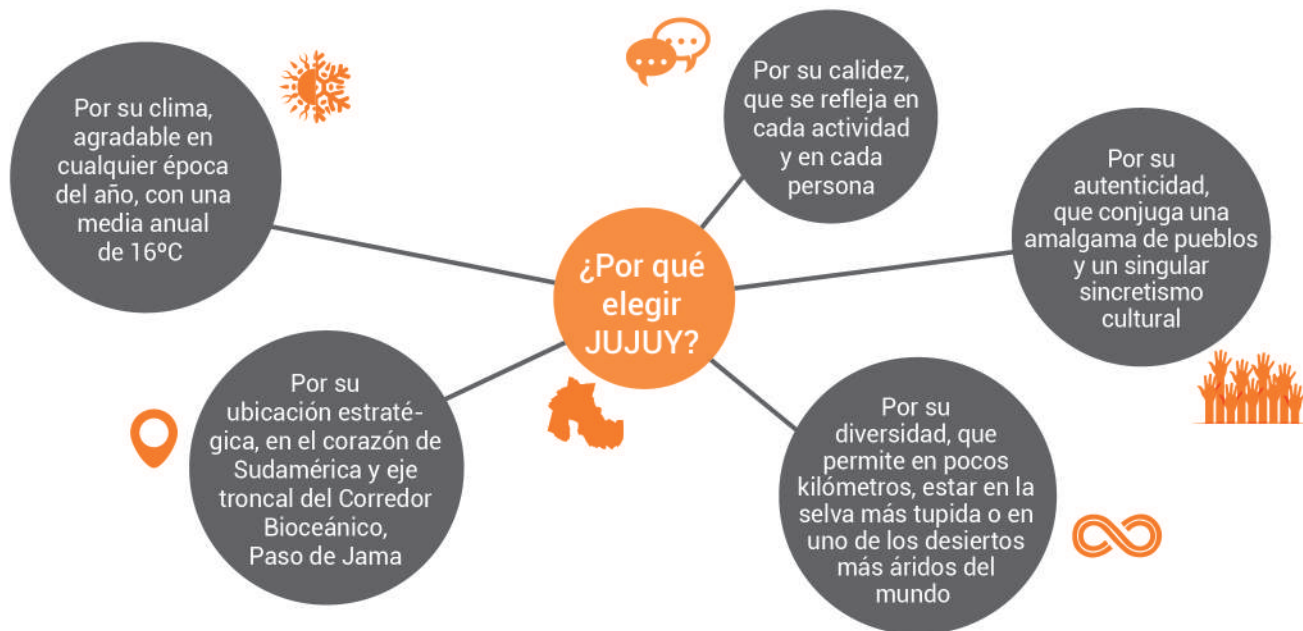 Por su clima,
agradable en
cualquier época
del año, con una
media anual
de 16ºC
Por su calidez,
que se refleja en
cada actividad
y en cada
persona
Por su
autenticidad,
que conjuga una
amalgama de pueblos
y un singular
sincretismo
cultural
¿Por qué
elegir
JUJUY?
Por su
ubicación estraté-
gica, en el corazón de
Sudamérica y eje
troncal del Corredor
Bioceánico,
Paso de Jama
Por su
diversidad, que
permite en pocos
kilómetros, estar en la
selva más tupida o en
uno de los desiertos
más áridos del
mundo